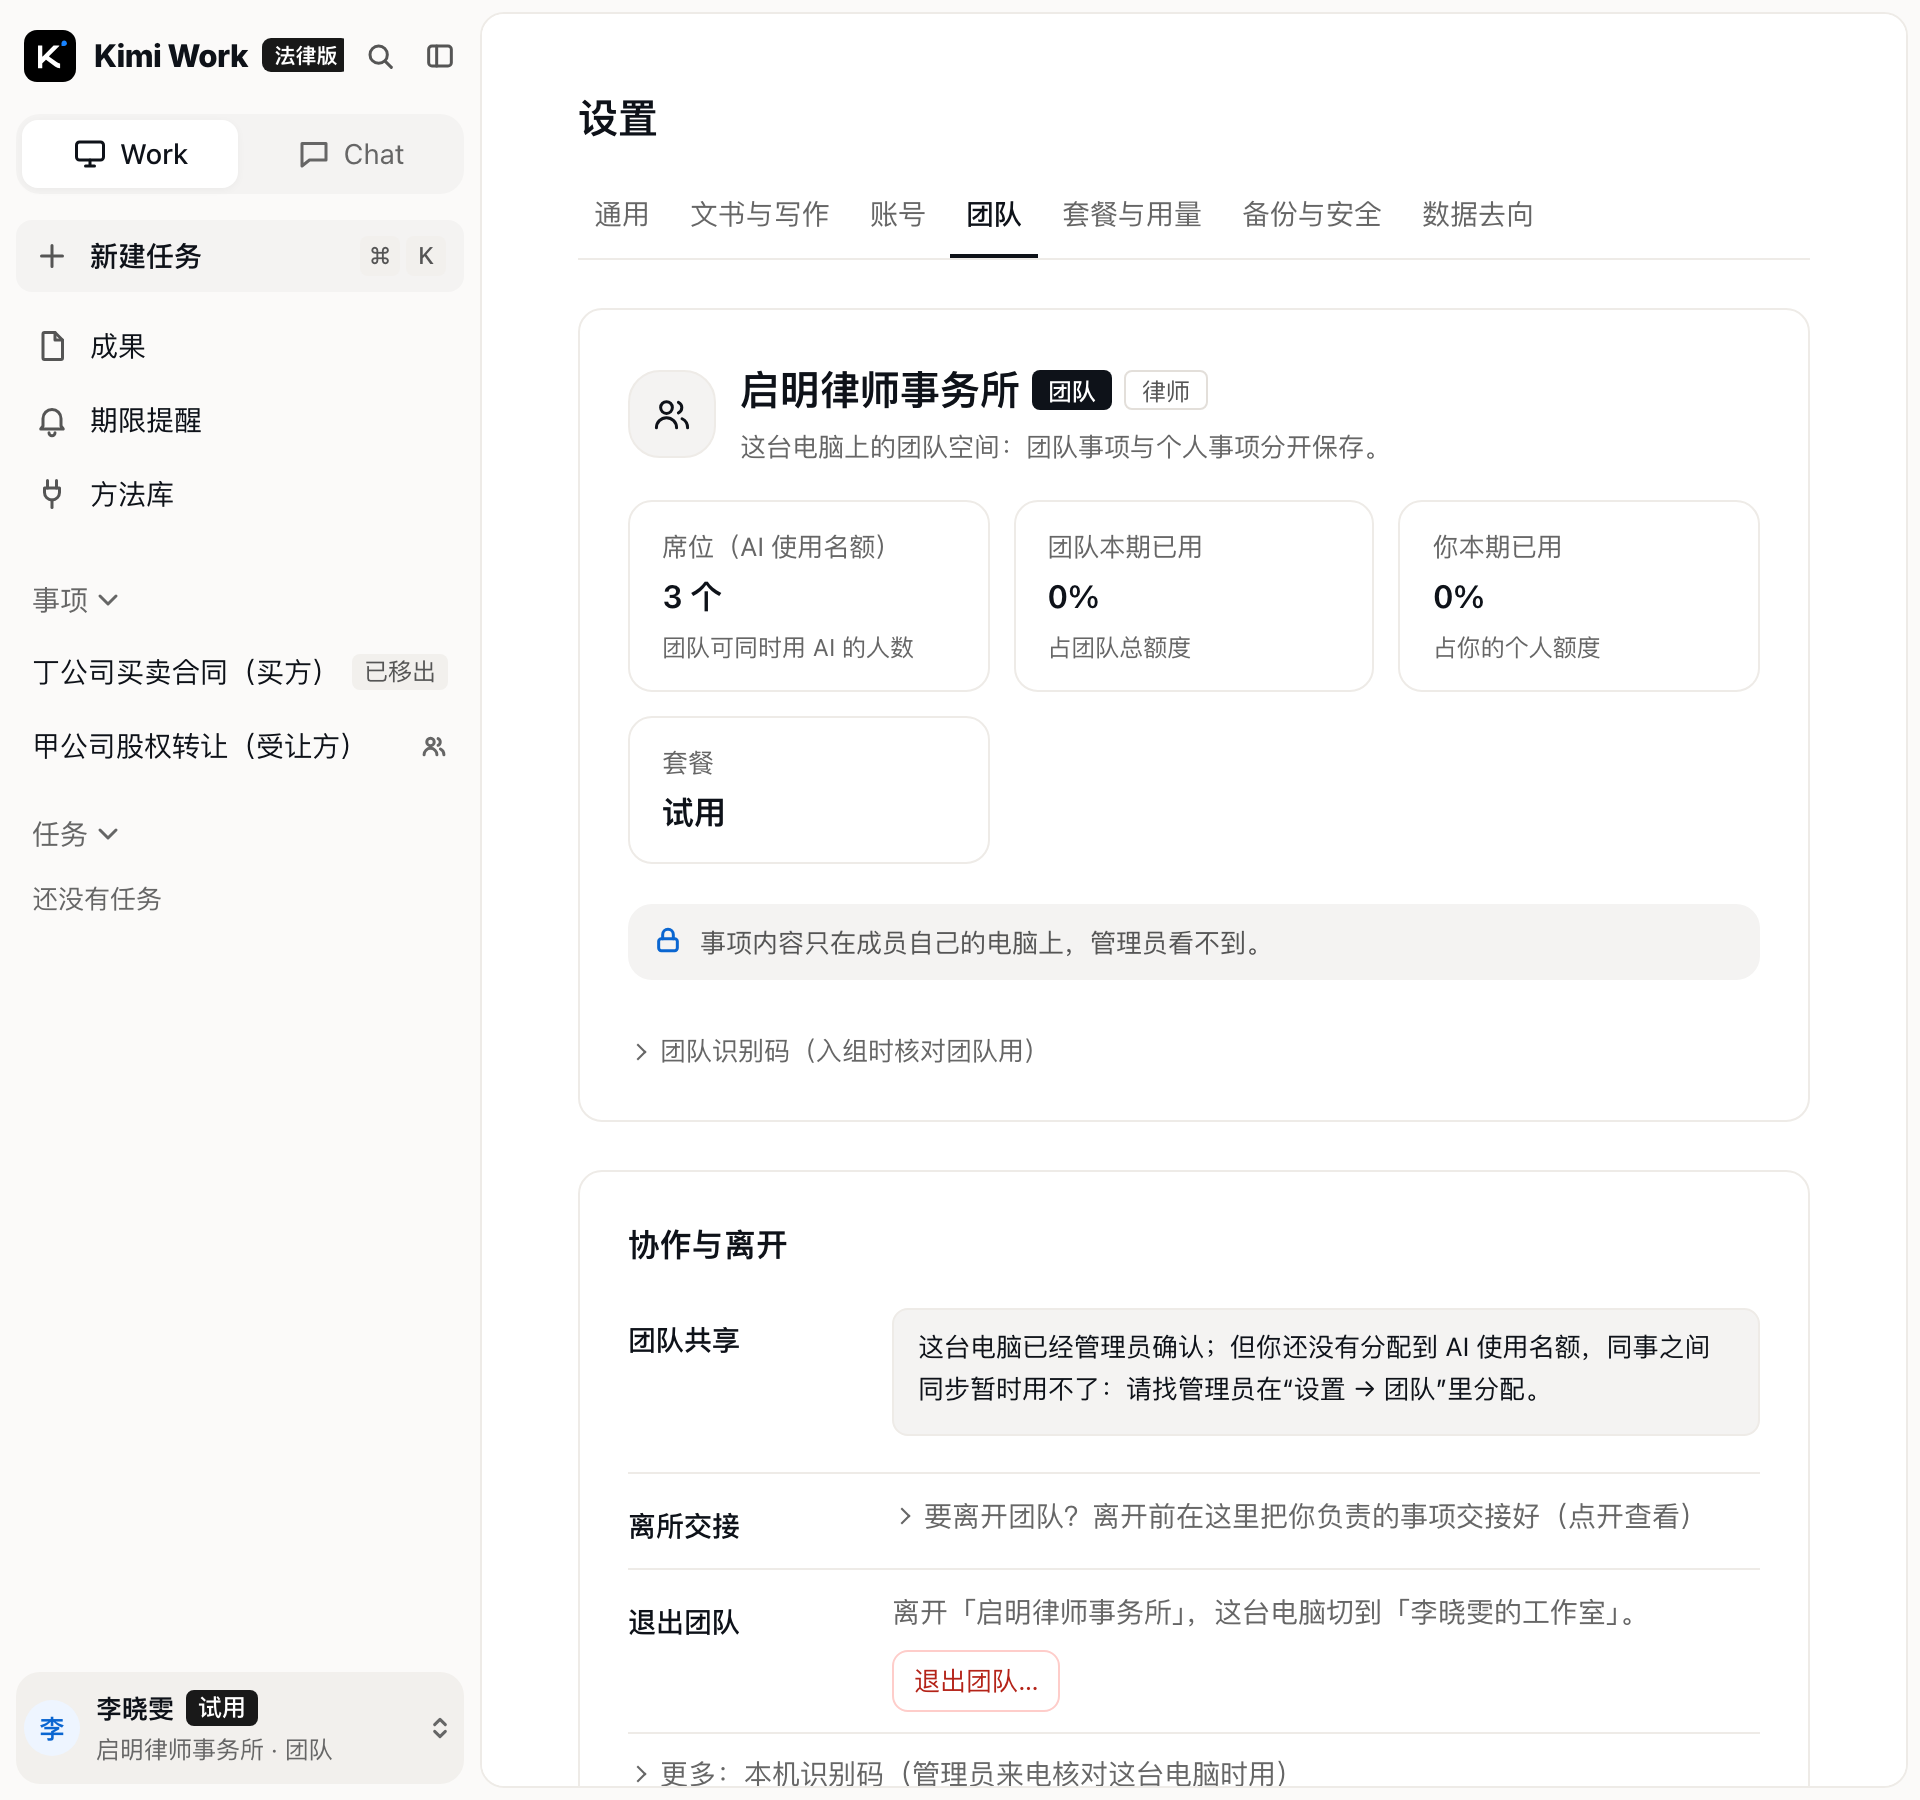 Kimi Work 法律版
Work
Chat
新建任务 ⌘ K
成果
期限提醒
方法库
事项
丁公司买卖合同（买方） 已移出
甲公司股权转让（受让方）
任务
还没有任务
李
李晓雯 试用
启明律师事务所 · 团队
设置
通用 文书与写作 账号 团队 套餐与用量 备份与安全 数据去向
启明律师事务所 团队 律师
这台电脑上的团队空间：团队事项与个人事项分开保存。
席位（AI 使用名额）
3 个
团队可同时用 AI 的人数
团队本期已用
0%
占团队总额度
你本期已用
0%
占你的个人额度
套餐
试用
事项内容只在成员自己的电脑上，管理员看不到。
团队识别码（入组时核对团队用）
协作与离开
团队共享
这台电脑已经管理员确认；但你还没有分配到 AI 使用名额，同事之间
同步暂时用不了：请找管理员在“设置 → 团队”里分配。
离所交接
要离开团队？离开前在这里把你负责的事项交接好（点开查看）
退出团队
离开「启明律师事务所」，这台电脑切到「李晓雯的工作室」。
退出团队...
更多：本机识别码（管理员来电核对这台电脑时用）